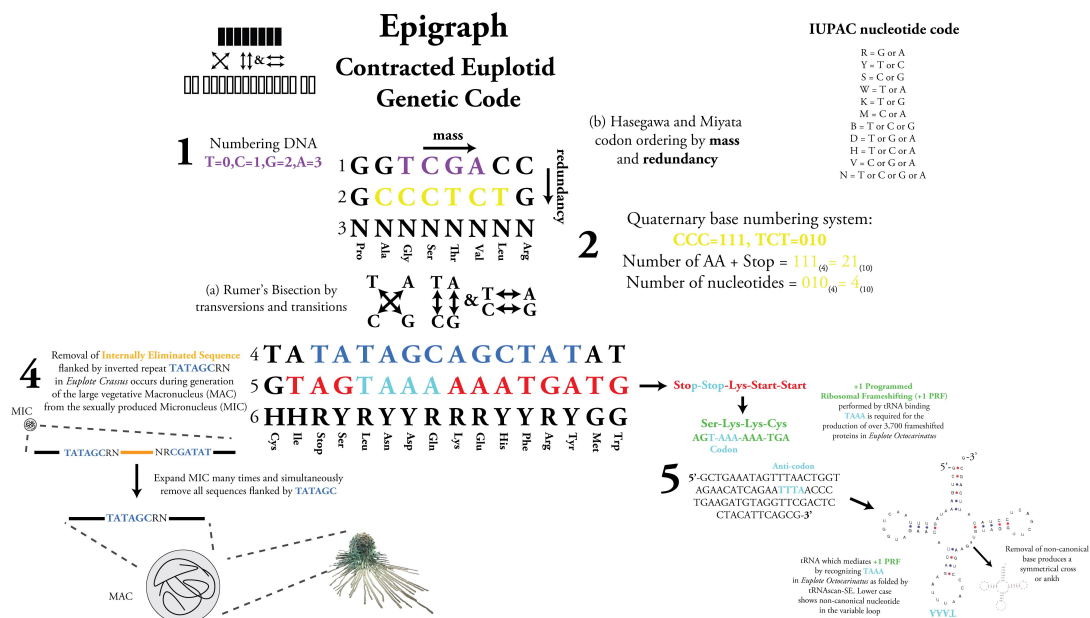 Epigraph
Contracted Euplotid
Genetic Code
&
IUPAC nucleotide code
R = G or A
Y = T or C
S = C or G
W = T or A
K = T or G
M = C or A
B = T or C or G
D = T or G or A
H = T or C or A
V = C or G or A
N = T or C or G or A
1
Numbering DNA
T=0,C=1,G=2,A=3
mass
1 G G T C G A C C
2 G C C C T C T G
3 N N N N N N N N
Pro Ala Gly Ser Thr Val Leu Arg
redundancy
(b) Hasegawa and Miyata
codon ordering by mass
and redundancy
2
Quaternary base numbering system:
CCC=111, TCT=010
Number of AA + Stop = 111(4)= 21(10)
Number of nucleotides = 010(4)= 4(10)
(a) Rumer's Bisection by
transversions and transitions
T A T A & T A
C G C G C G
4
Removal of Internally Eliminated Sequence
flanked by inverted repeat TATAGCRN
in Euplote Crassus occurs during generation
of the large vegetative Macronucleus (MAC)
from the sexually produced Micronucleus (MIC)
MIC
TATAGCRN NRCGATAT
Expand MIC many times and simultaneously
remove all sequences flanked by TATAGC
TATAGCRN
MAC
4 T A T A T A G C A G C T A T A T
5 G T A G T A A A A A A T G A T G
6 H H R Y R Y Y R R R Y Y R Y G G
Cys Ile Stop Ser Leu Asn Asp Gln Lys Glu His Phe Arg Tyr Met Trp
Stop-Stop-Lys-Start-Start
Ser-Lys-Lys-Cys
AGT-AAA-AAA-TGA
Codon
+1 Programmed
Ribosomal Frameshifting (+1 PRF)
performed by tRNA binding
TAAA is required for the
production of over 3,700 frameshifted
proteins in Euplote Octocarinatus
5
Anti-codon
5'-GCTGAAATAGTTTAACTGGT
AGAACATCAGAATTTAACCC
TGAAGATGTAGGTTCGACTC
CTACATTCAGCG-3'
tRNA which mediates +1 PRF
by recognizing TAAA
in Euplote Octocarinatus as folded by
tRNAscan-SE. Lower case
shows non-canonical nucleotide
in the variable loop
5'- G-3'
TAAA
Removal of non-canonical
base produces a
symmetrical cross
or ankh